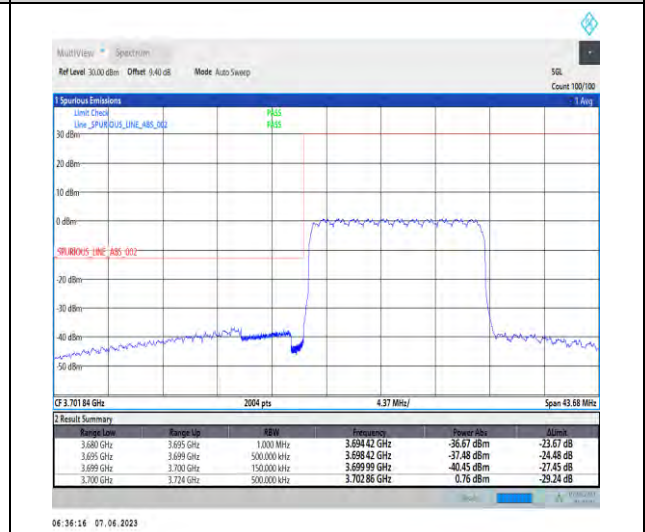 MultiView Spectrum
Ref Level 30.00 dBm Offset 9.40 dB Mode Auto Sweep SGL
Count 100/100
1 Spurious Emissions 1 Avg
Limit Check PASS
Line _SPURIOUS_LINE_ABS_002 PASS
30 dBm
20 dBm
10 dBm
0 dBm
SPURIOUS_LINE_ABS_002
-20 dBm
-30 dBm
-40 dBm
-50 dBm
CF 3.701 84 GHz 2004 pts 4.37 MHz/ Span 43.68 MHz
2 Result Summary
Range Low Range Up RBW Frequency Power Abs ΔLimit
3.680 GHz 3.695 GHz 1.000 MHz 3.694 42 GHz -36.67 dBm -23.67 dB
3.695 GHz 3.699 GHz 500.000 kHz 3.698 42 GHz -37.48 dBm -24.48 dB
3.699 GHz 3.700 GHz 150.000 kHz 3.699 99 GHz -40.45 dBm -27.45 dB
3.700 GHz 3.724 GHz 500.000 kHz 3.702 86 GHz 0.76 dBm -29.24 dB
06:36:16 07.06.2023